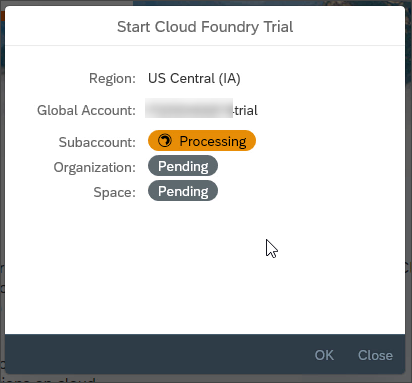 Start Cloud Foundry Trial
Region: US Central (IA)
Global Account: trial
Subaccount: Processing
Organization: Pending
Space: Pending
OK Close